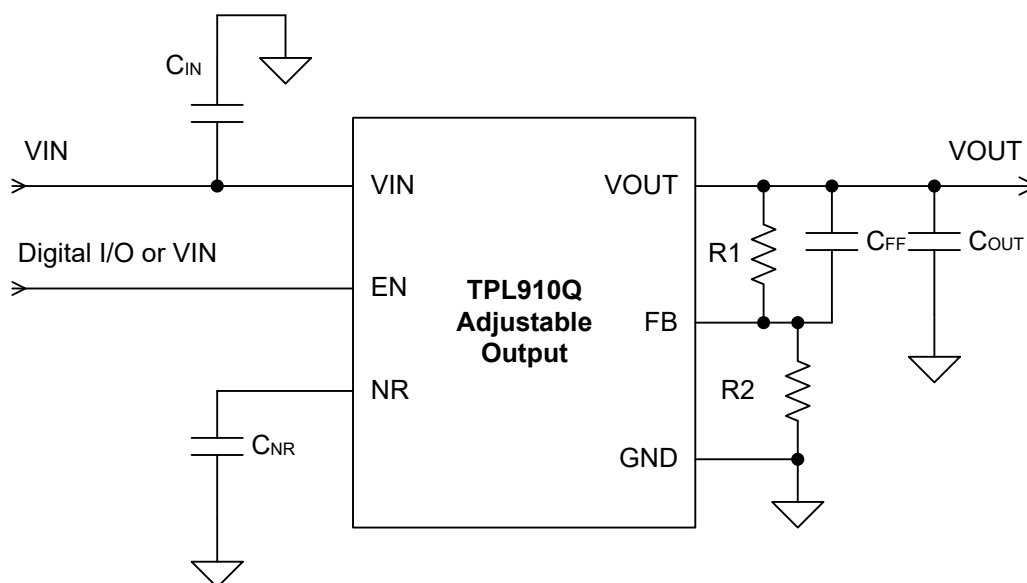 CIN
VIN
VOUT
VIN
VOUT
Digital I/O or VIN
R1
CFF
COUT
EN
TPL910Q
Adjustable
Output
FB
NR
R2
CNR
GND